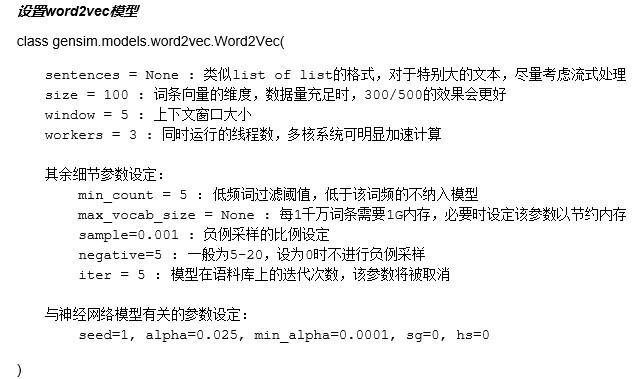 设置word2vec模型
class gensim.models.word2vec.Word2Vec(
sentences = None : 类似list of list的格式，对于特别大的文本，尽量考虑流式处理
size = 100 : 词条向量的维度，数据量充足时，300/500的效果会更好
window = 5 : 上下文窗口大小
workers = 3 : 同时运行的线程数，多核系统可明显加速计算
其余细节参数设定：
min_count = 5 : 低频词过滤阈值，低于该词频的不纳入模型
max_vocab_size = None : 每1千万词条需要1G内存，必要时设定该参数以节约内存
sample=0.001 : 负例采样的比例设定
negative=5 : 一般为5-20，设为0时不进行负例采样
iter = 5 : 模型在语料库上的迭代次数，该参数将被取消
与神经网络模型有关的参数设定：
seed=1, alpha=0.025, min_alpha=0.0001, sg=0, hs=0
)